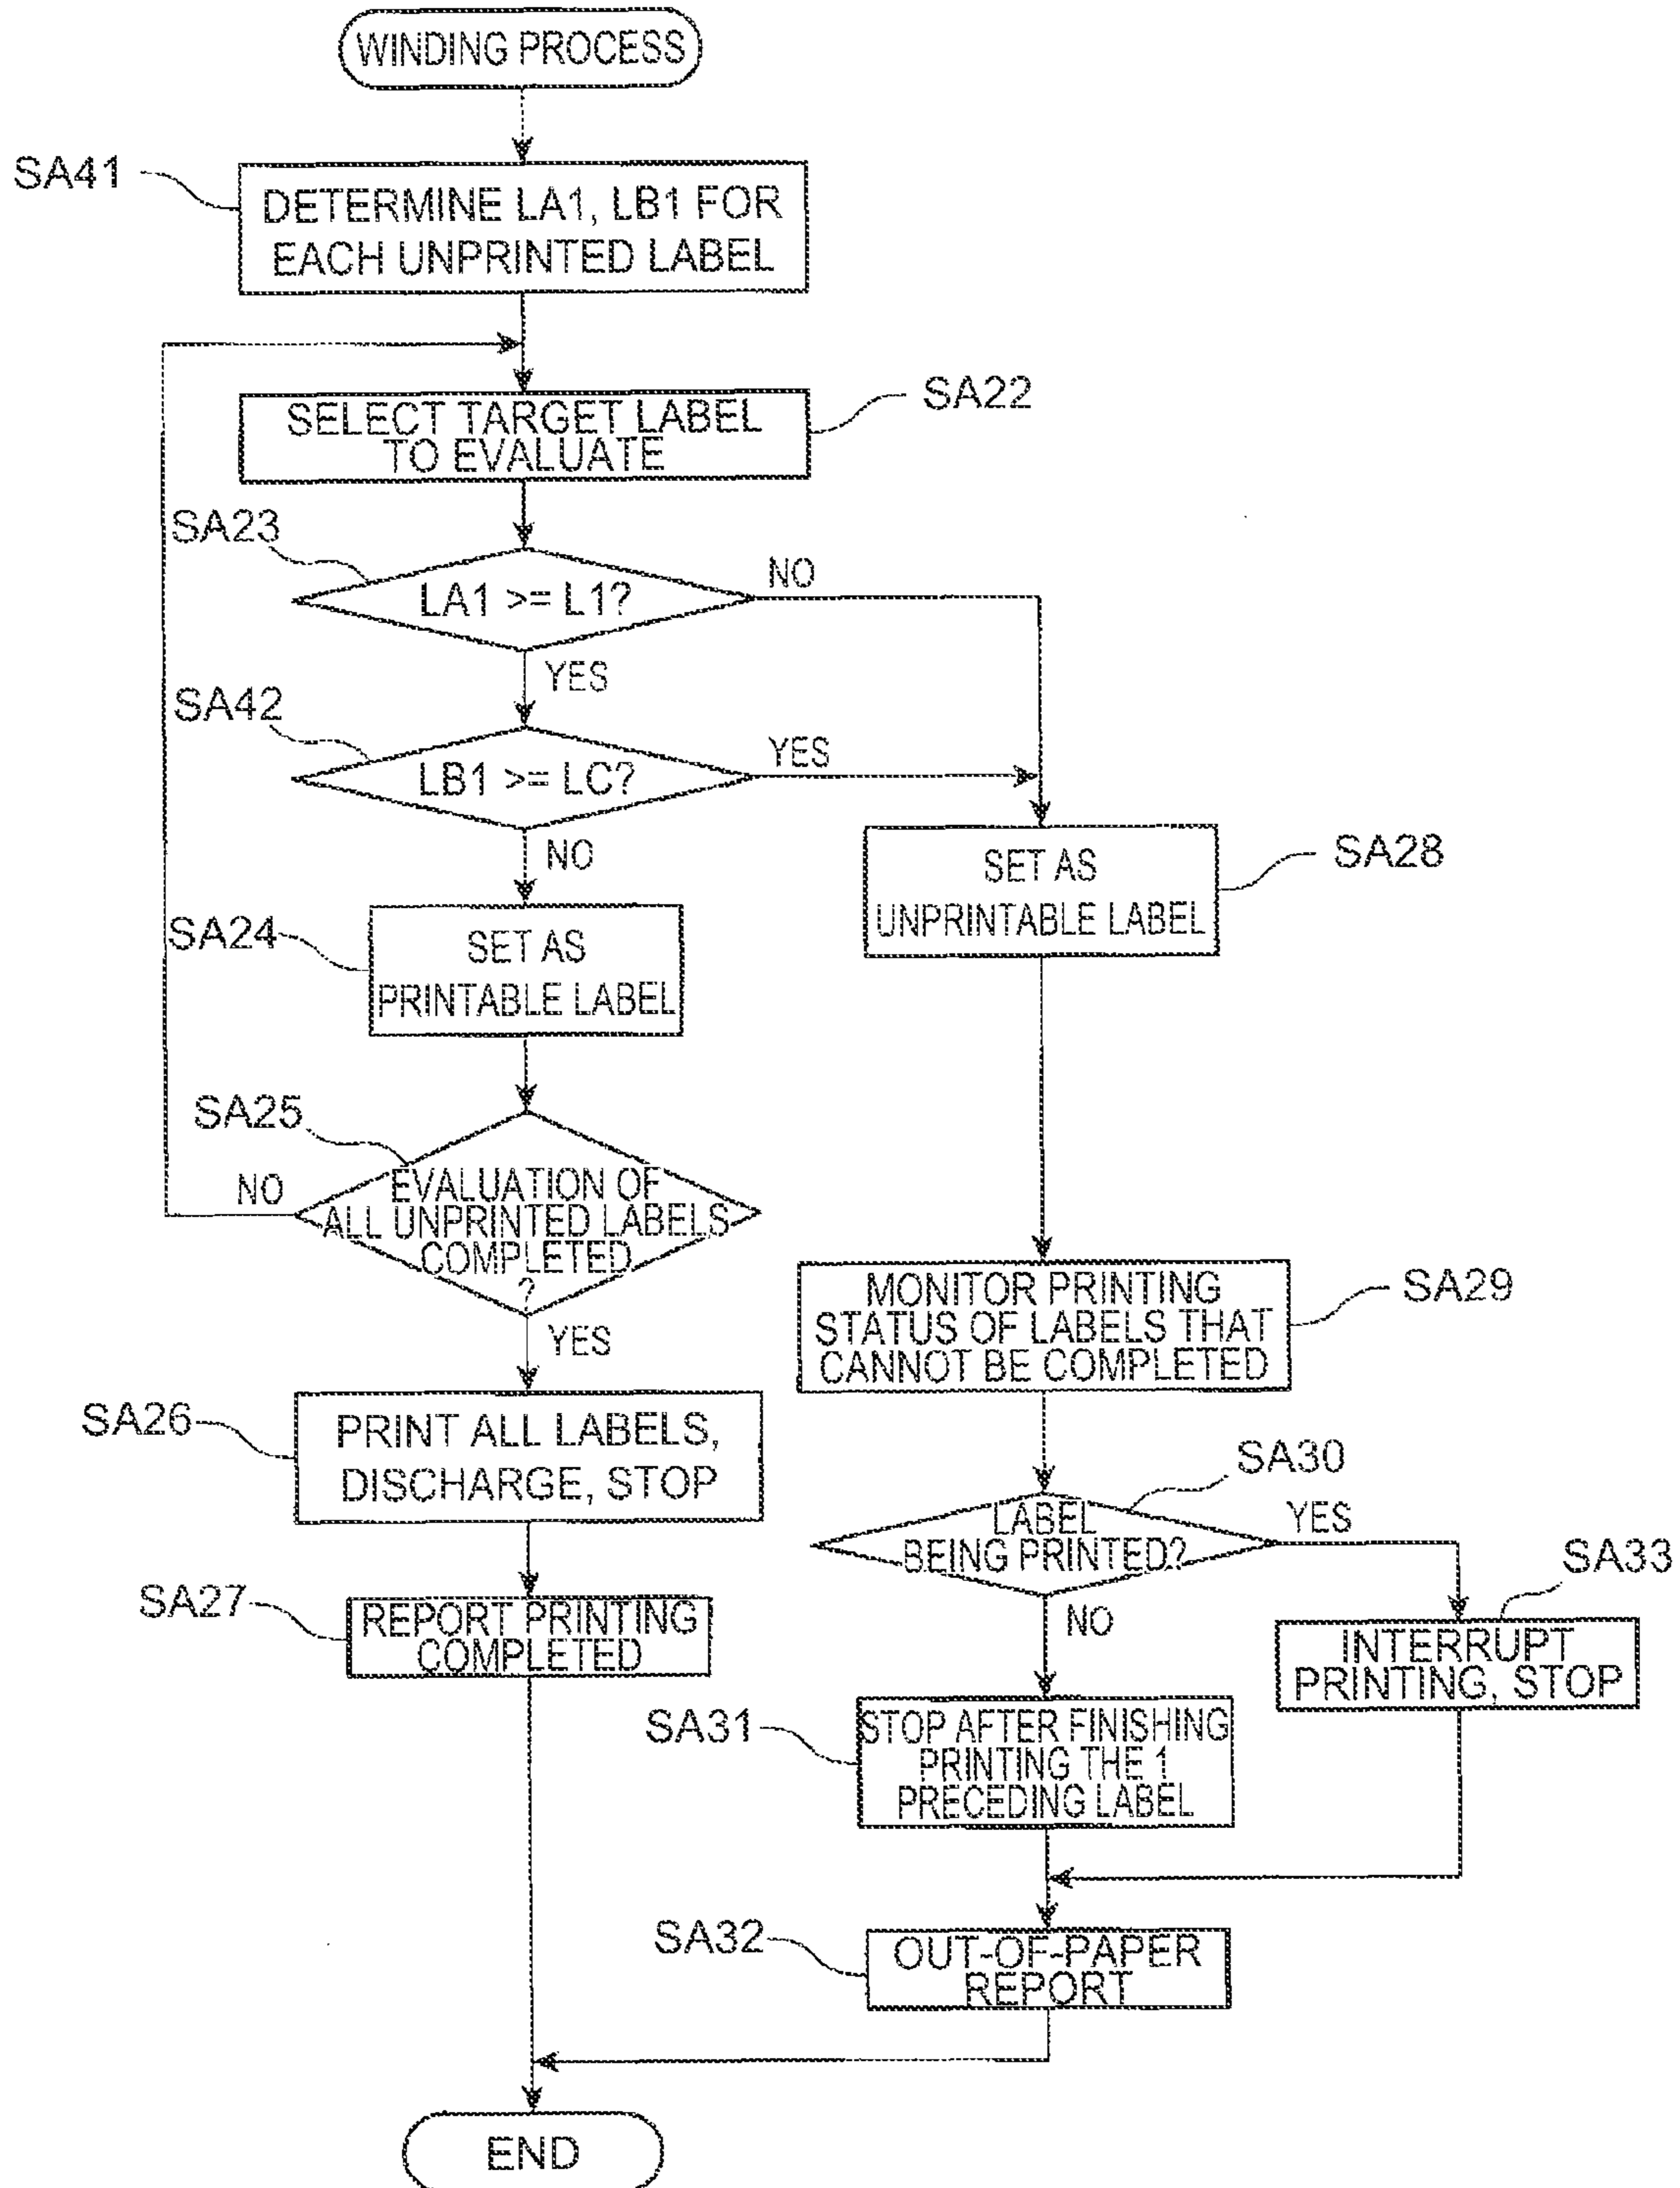 WINDING PROCESS
SA41
DETERMINE LA1, LB1 FOR
EACH UNPRINTED LABEL
SA22
SELECT TARGET LABEL
TO EVALUATE
SA23
LA1 >= L1?
NO
YES
SA42
LB1 >= LC?
YES
NO
SA28
SET AS
UNPRINTABLE LABEL
SA24
SET AS
PRINTABLE LABEL
SA25
EVALUATION OF
ALL UNPRINTED LABELS
COMPLETED
?
NO
YES
SA29
MONITOR PRINTING
STATUS OF LABELS THAT
CANNOT BE COMPLETED
SA26
PRINT ALL LABELS,
DISCHARGE, STOP
SA30
LABEL
BEING PRINTED?
YES
NO
SA33
INTERRUPT
PRINTING, STOP
SA27
REPORT PRINTING
COMPLETED
SA31
STOP AFTER FINISHING
PRINTING THE 1
PRECEDING LABEL
SA32
OUT-OF-PAPER
REPORT
END